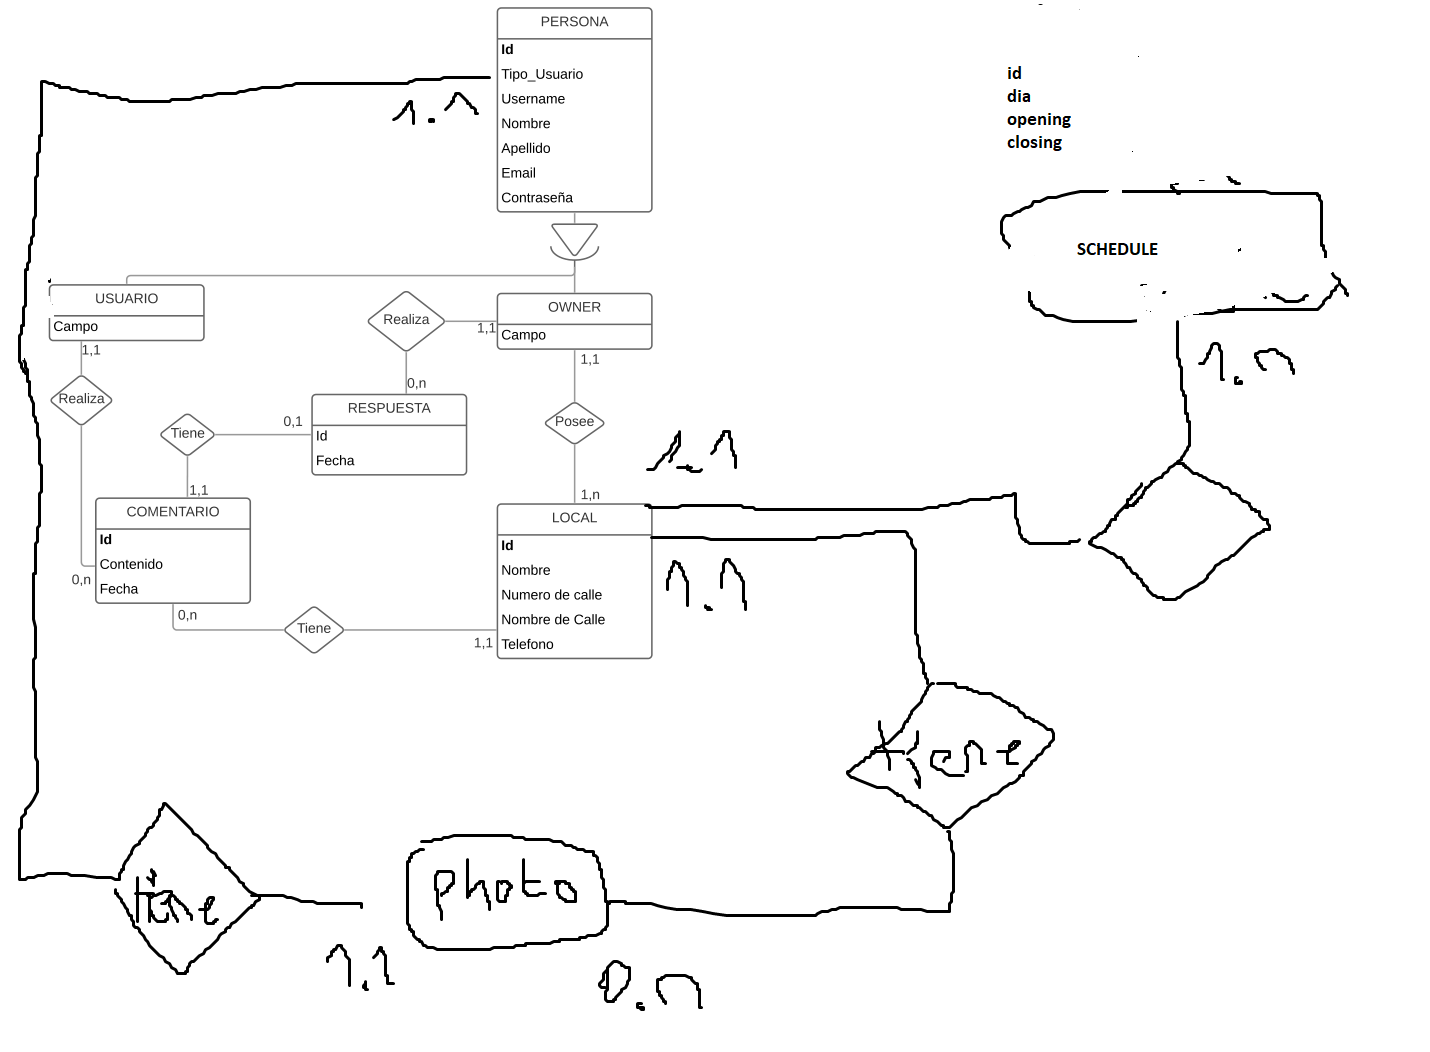 PERSONA
Id
Tipo_Usuario
Username
Nombre
Apellido
Email
Contraseña
1.1
id
dia
opening
closing
SCHEDULE
1.n
USUARIO
Campo
1,1
Realiza
0,n
Realiza
1,1
0,n
OWNER
Campo
1,1
Posee
1,n
RESPUESTA
Id
Fecha
0,1
Tiene
1,1
COMENTARIO
Id
Contenido
Fecha
0,n
Tiene
1,1
LOCAL
Id
Nombre
Numero de calle
Nombre de Calle
Telefono
1.1
1.1
tiene
tiene
photo
1.1
0.n